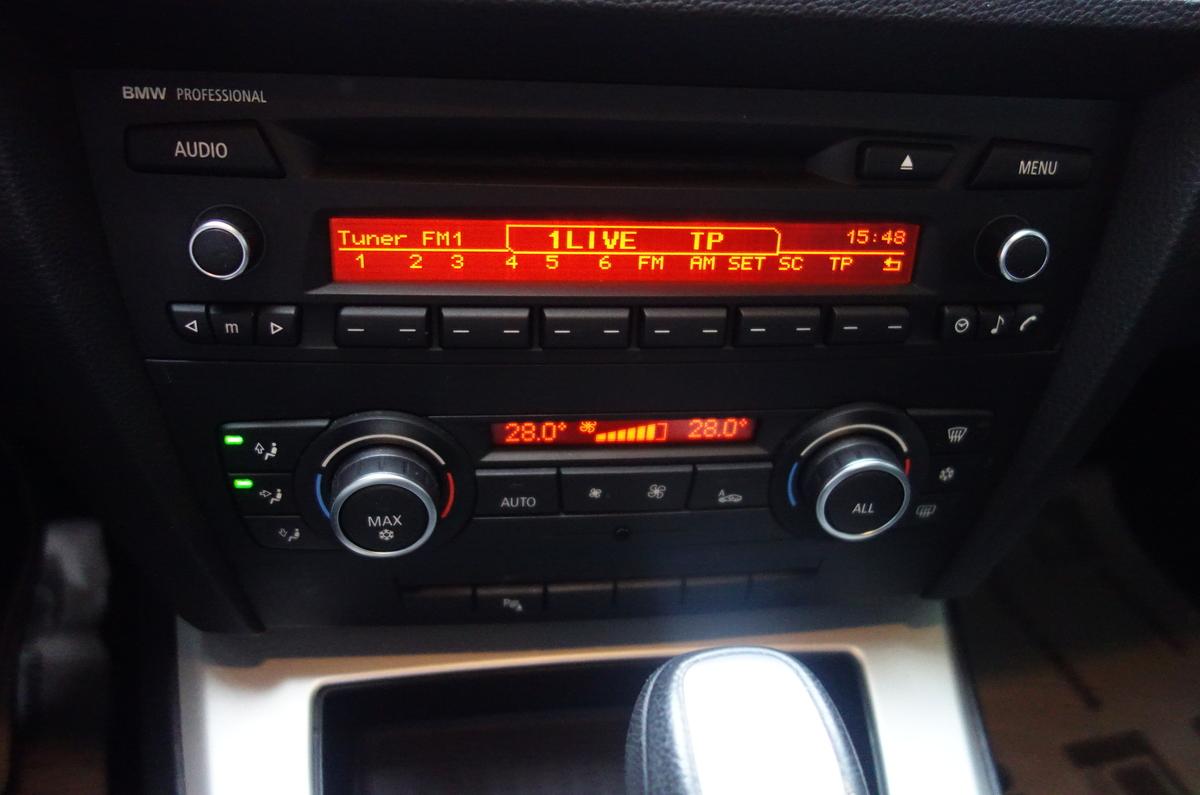 BMW PROFESSIONAL
AUDIO
MENU
Tuner FM1 1LIVE TP 15:48
1 2 3 4 5 6 FM AM SET SC TP
m
28.0° 28.0°
AUTO
A
MAX
ALL